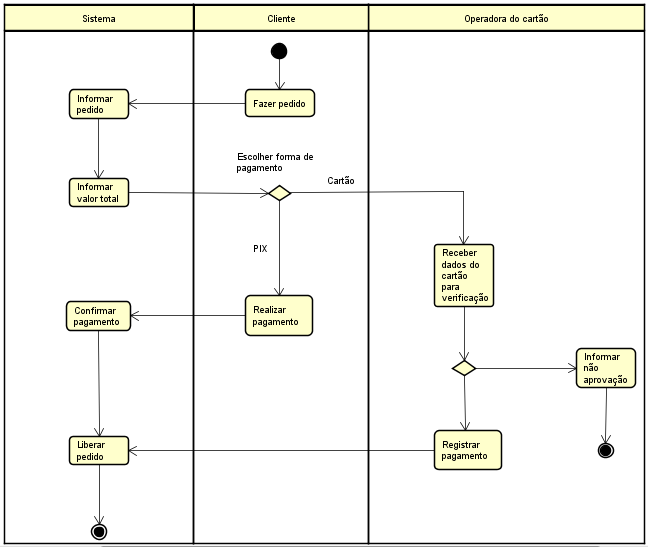 Sistema
Cliente
Operadora do cartão
Informar
pedido
Fazer pedido
Escolher forma de
pagamento
Cartão
Informar
valor total
PIX
Receber
dados do
cartão
para
verificação
Confirmar
pagamento
Realizar
pagamento
Informar
não
aprovação
Liberar
pedido
Registrar
pagamento